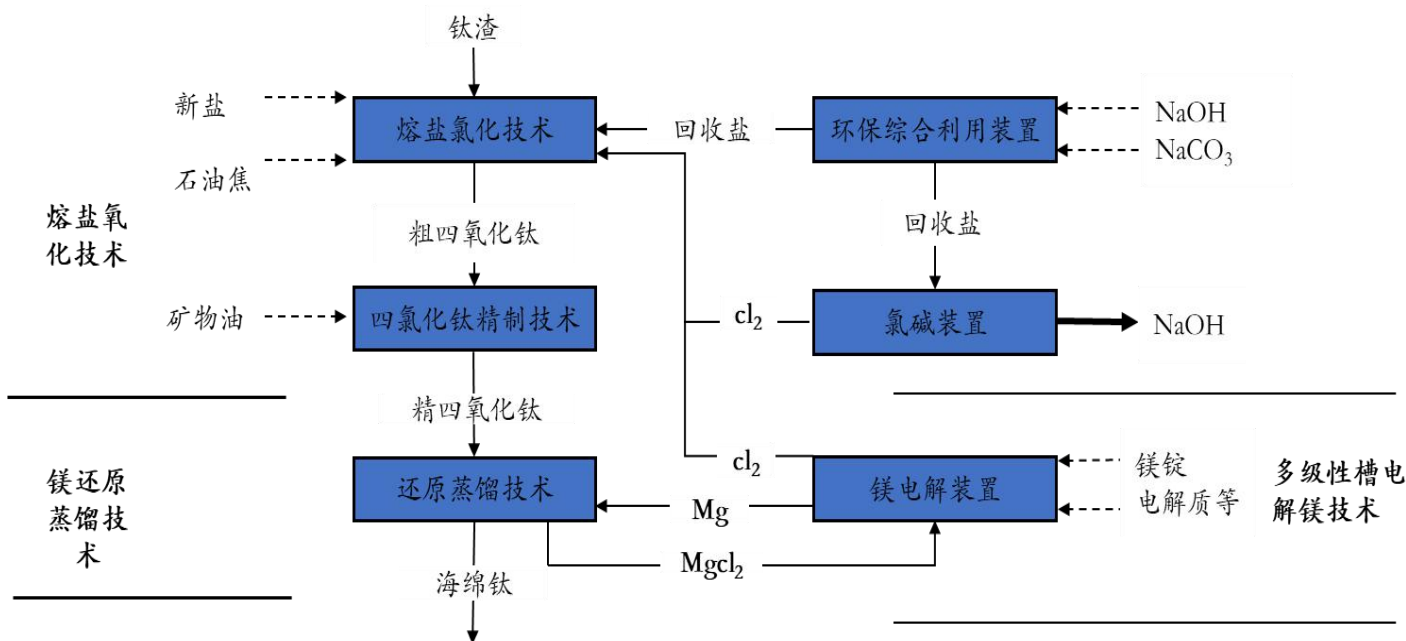 钛渣
新盐
熔盐氯化技术
回收盐
环保综合利用装置
NaOH
NaCO₃
石油焦
熔盐氧
化技术
粗四氧化钛
回收盐
矿物油
四氯化钛精制技术
cl₂
氯碱装置
NaOH
精四氧化钛
镁还原
蒸馏技
术
还原蒸馏技术
cl₂
Mg
Mgcl₂
镁电解装置
镁锭
电解质等
多级性槽电
解镁技术
海绵钛